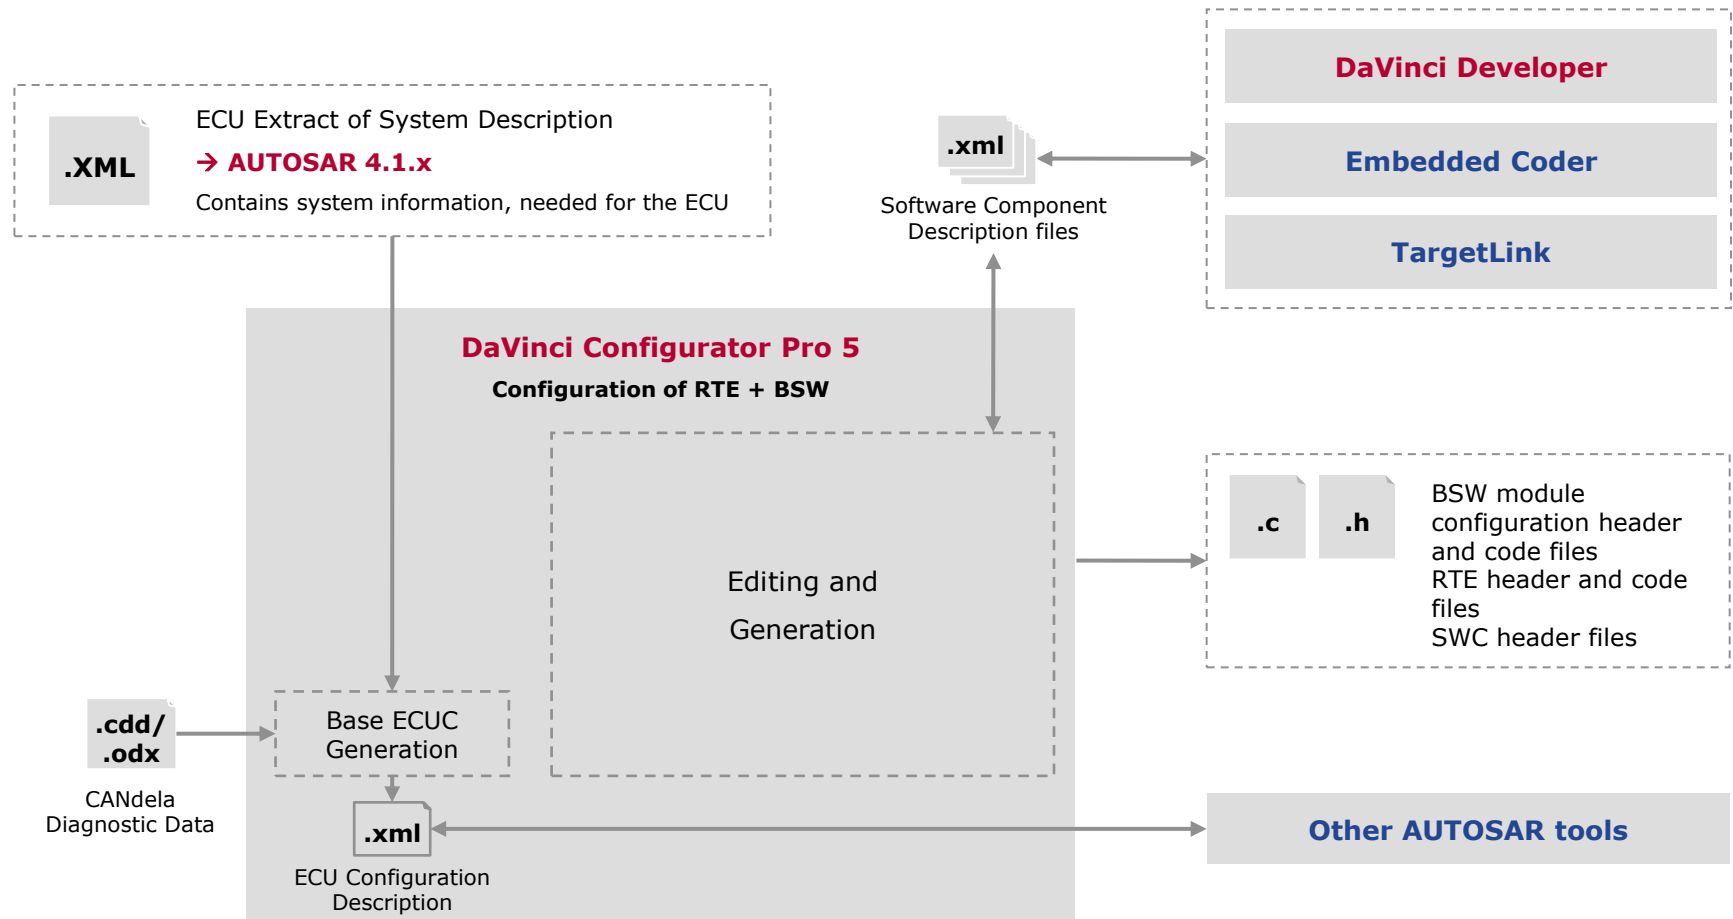 .XML
ECU Extract of System Description
→ AUTOSAR 4.1.x
Contains system information, needed for the ECU
.xml
Software Component
Description files
DaVinci Developer
Embedded Coder
TargetLink
DaVinci Configurator Pro 5
Configuration of RTE + BSW
Editing and
Generation
.c
.h
BSW module
configuration header
and code files
RTE header and code
files
SWC header files
.cdd/
.odx
CANdela
Diagnostic Data
Base ECUC
Generation
.xml
ECU Configuration
Description
Other AUTOSAR tools